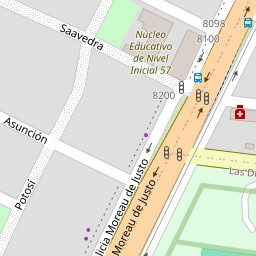 8098
8100
Saavedra
Núcleo
Educativo
de Nivel
Inicial 57
8200
Asunción
Las D
Potosí
licia Moreau de Justo
Moreau de Justo